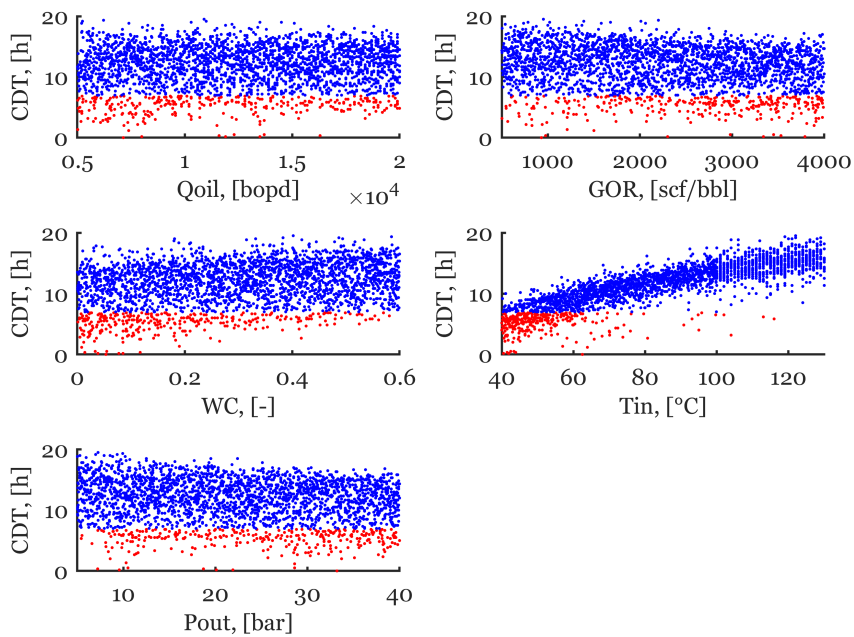 20
10
0
CDT, [h]
0.5 1 1.5 2
Qoil, [bopd]
×10⁴
20
10
0
CDT, [h]
1000 2000 3000 4000
GOR, [scf/bbl]
20
10
0
CDT, [h]
0 0.2 0.4 0.6
WC, [-]
20
10
0
CDT, [h]
40 60 80 100 120
Tin, [°C]
20
10
0
CDT, [h]
10 20 30 40
Pout, [bar]